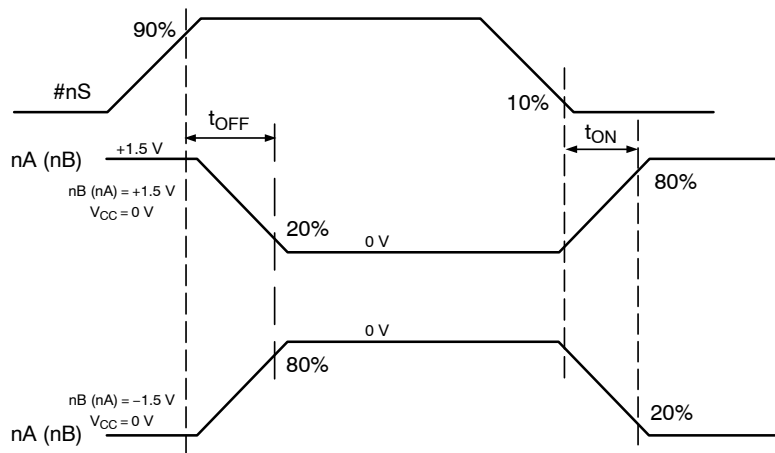 90%
#nS
10%
tOFF
tON
nA (nB)
+1.5 V
80%
nB (nA) = +1.5 V
VCC = 0 V
20%
0 V
0 V
80%
nB (nA) = −1.5 V
VCC = 0 V
20%
nA (nB)